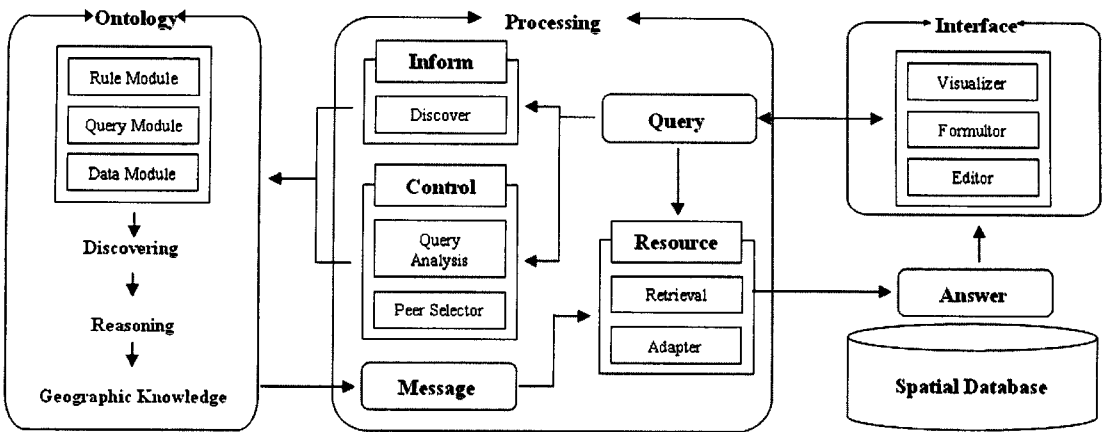 Ontology
Rule Module
Query Module
Data Module
Discovering
Reasoning
Geographic Knowledge
Processing
Inform
Discover
Control
Query
Analysis
Peer Selector
Message
Query
Resource
Retrieval
Adapter
Interface
Visualizer
Formultor
Editor
Answer
Spatial Database